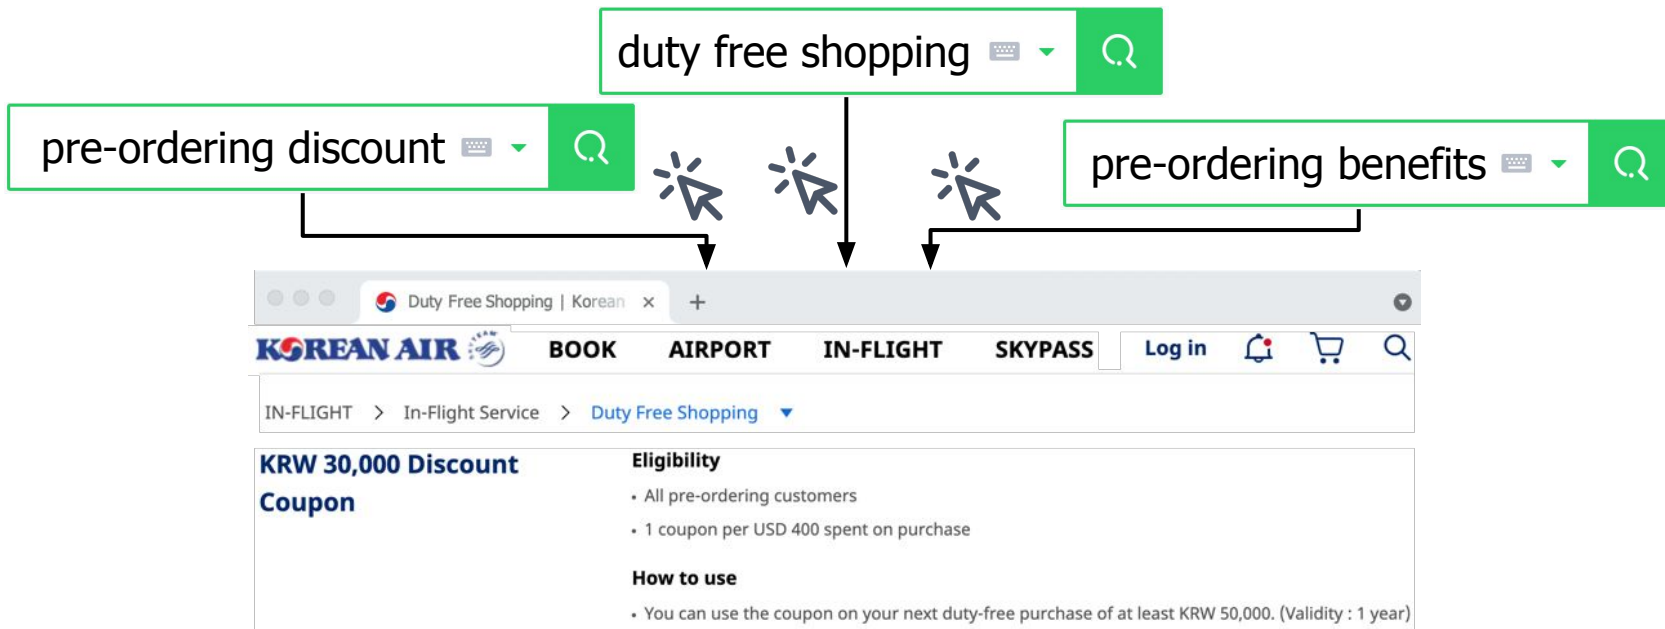 duty free shopping
pre-ordering discount
pre-ordering benefits
Duty Free Shopping | Korean
KOREAN AIR
BOOK AIRPORT IN-FLIGHT SKYPASS Log in
IN-FLIGHT > In-Flight Service > Duty Free Shopping
KRW 30,000 Discount
Coupon
Eligibility
• All pre-ordering customers
• 1 coupon per USD 400 spent on purchase
How to use
• You can use the coupon on your next duty-free purchase of at least KRW 50,000. (Validity : 1 year)